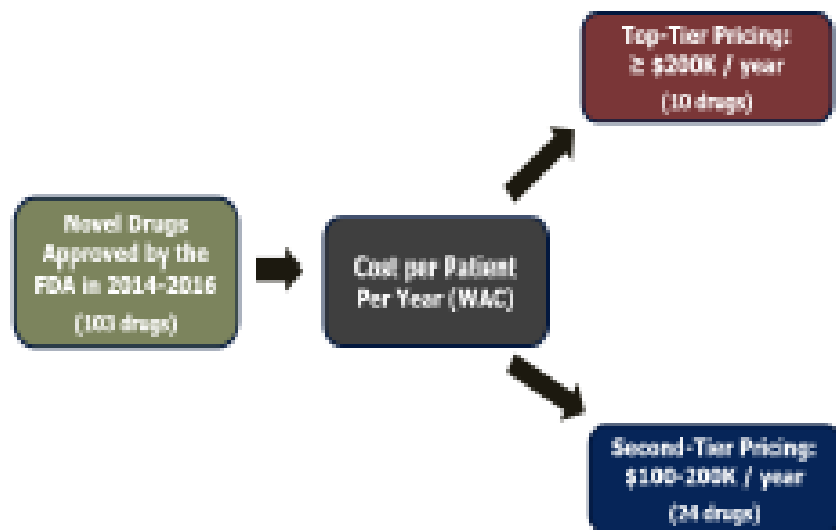 Novel Drugs
Approved by the
FDA in 2014-2016
(103 drugs)
Cost per Patient
Per Year (WAC)
Top-Tier Pricing:
≥ $200K / year
(10 drugs)
Second-Tier Pricing:
$100-200K / year
(24 drugs)